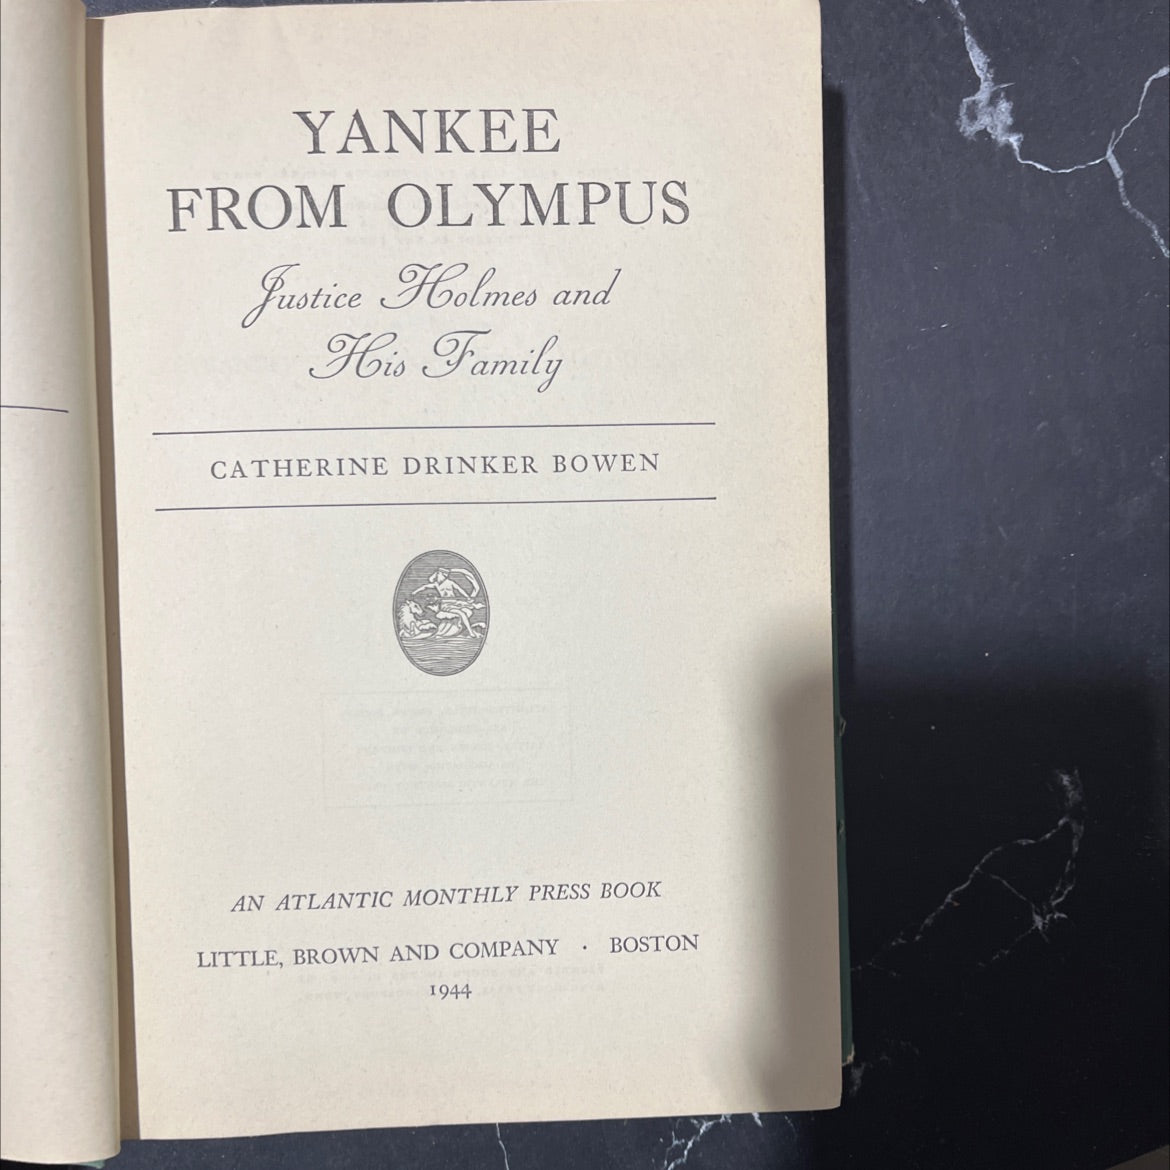 YANKEE
FROM OLYMPUS
Justice Holmes and
His Family
CATHERINE DRINKER BOWEN
AN ATLANTIC MONTHLY PRESS BOOK
LITTLE, BROWN AND COMPANY · BOSTON
1944